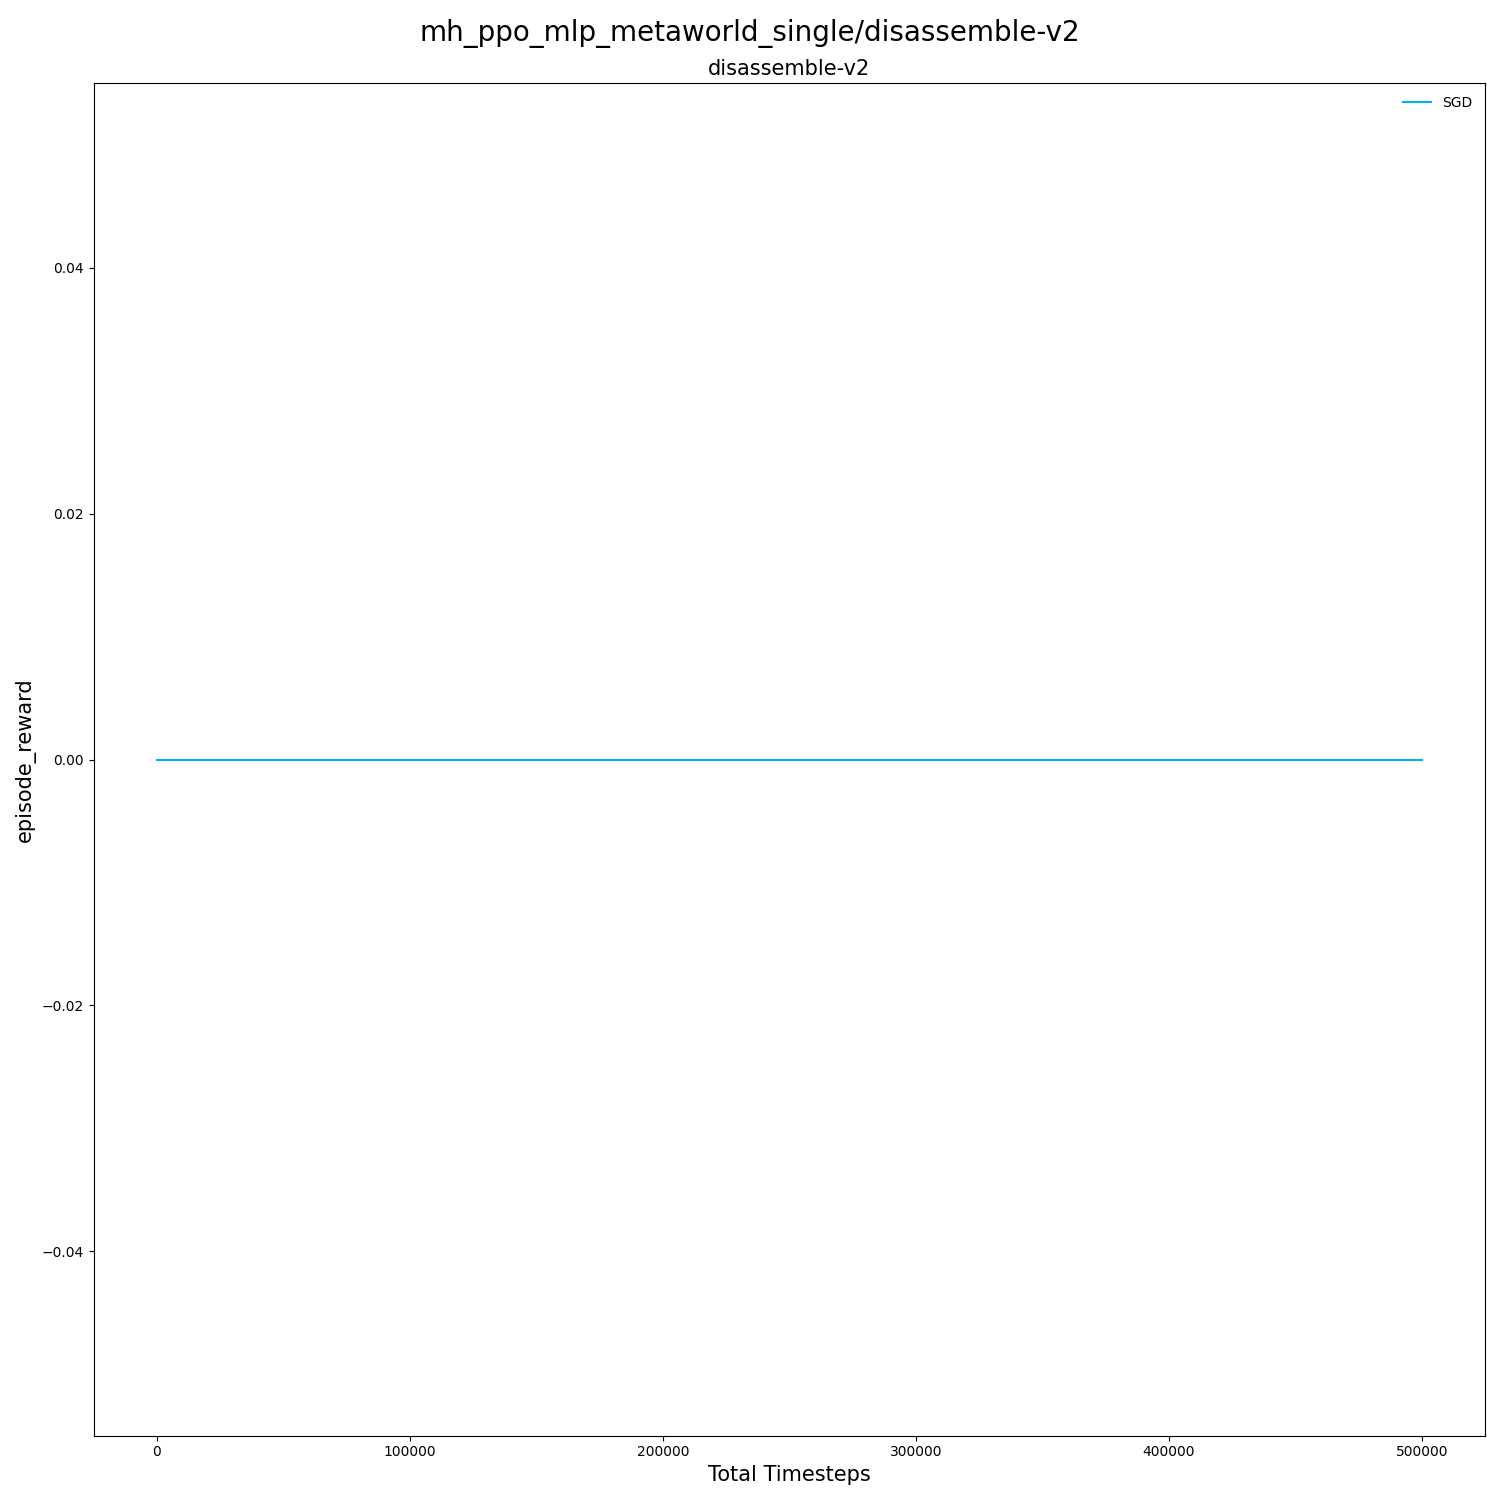 mh_ppo_mlp_metaworld_single/disassemble-v2
disassemble-v2
SGD
0.04
0.02
0.00
−0.02
−0.04
episode_reward
0 100000 200000 300000 400000 500000
Total Timesteps